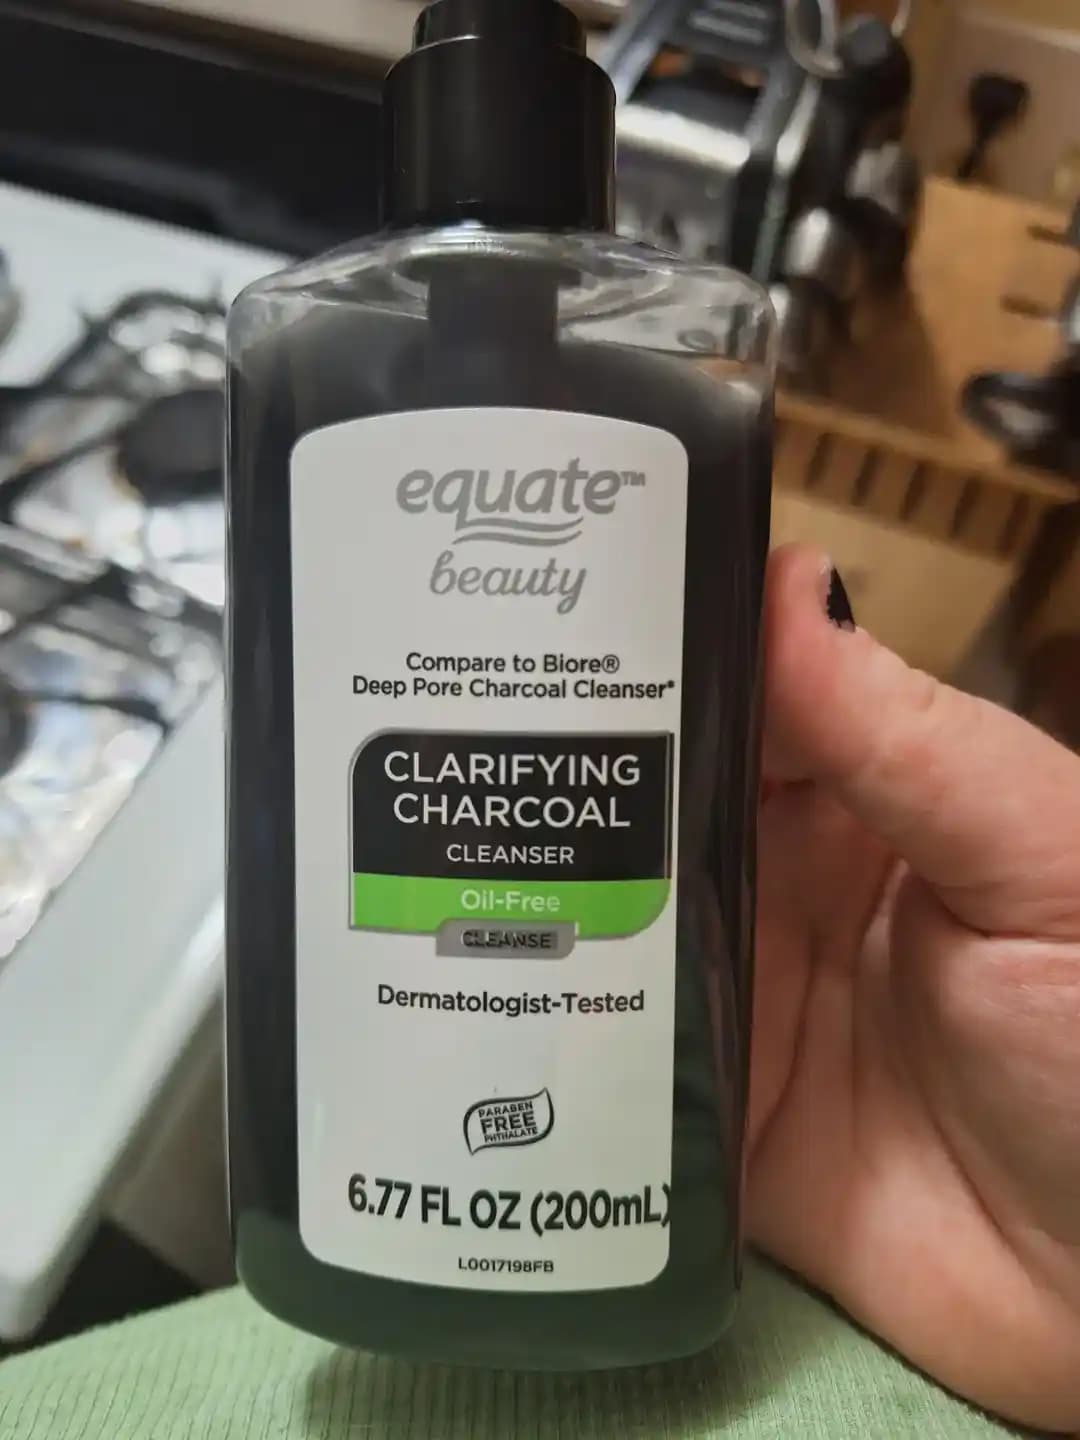 equate™
beauty
Compare to Biore®
Deep Pore Charcoal Cleanser*
CLARIFYING
CHARCOAL
CLEANSER
Oil-Free
CLEANSE
Dermatologist-Tested
PARABEN
FREE
PHTHALATE
6.77 FL OZ (200mL)
L0017198FB